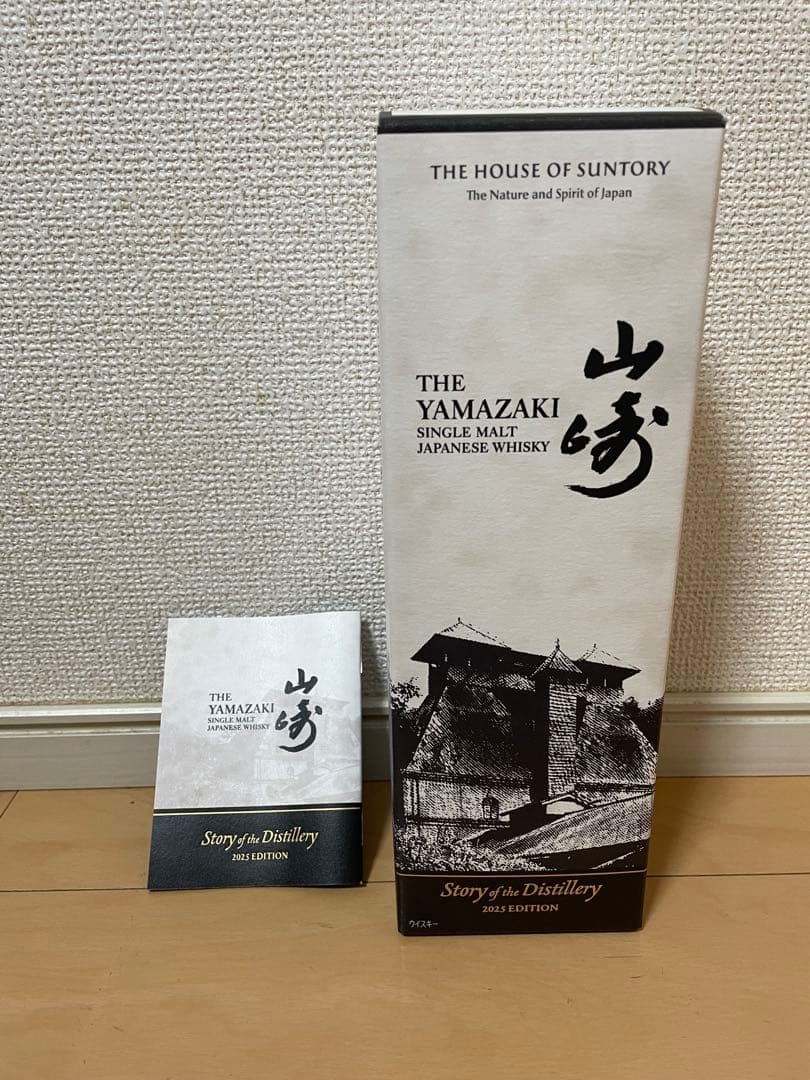 THE HOUSE OF SUNTORY
The Nature and Spirit of Japan
THE
YAMAZAKI
SINGLE MALT
JAPANESE WHISKY
山崎
Story of the Distillery
2025 EDITION
ウイスキー
THE
YAMAZAKI
SINGLE MALT
JAPANESE WHISKY
山崎
Story of the Distillery
2025 EDITION